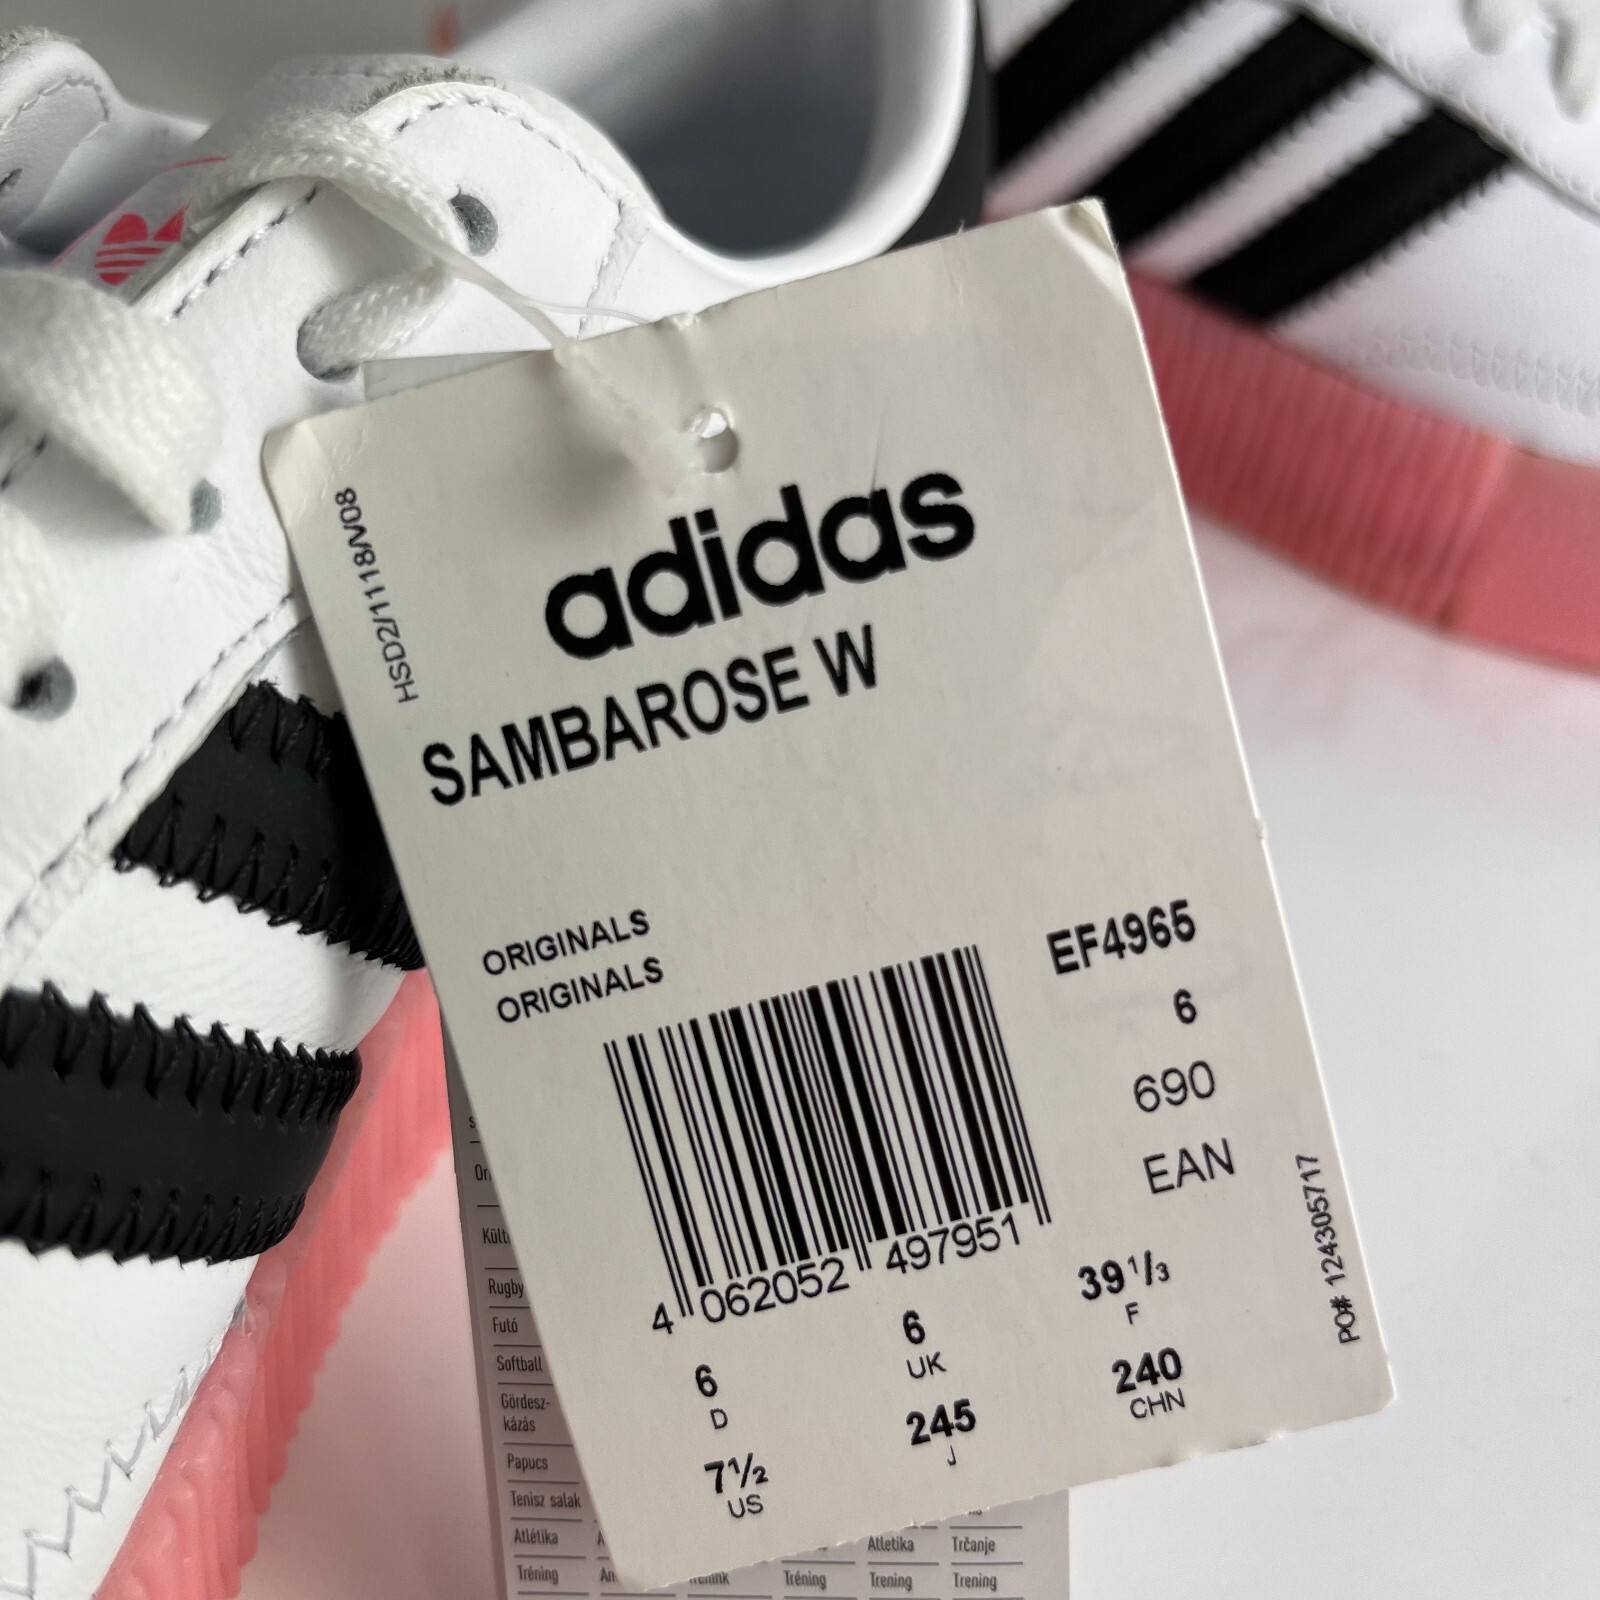 adidas
SAMBAROSE W
HSD2/1118/V08
ORIGINALS
ORIGINALS
EF4965
6
690
EAN
4 062052 497951
PO# 1243057 17
6
D
6
UK
39 1/3
F
7 1/2
US
245
J
240
CHN
Rugby
Futó
Softball
Gördesz-
kázás
Papucs
Tenisz salak
Atlétika
Atletika
Trčanje
Tréning
Tréning
Trening
Trening